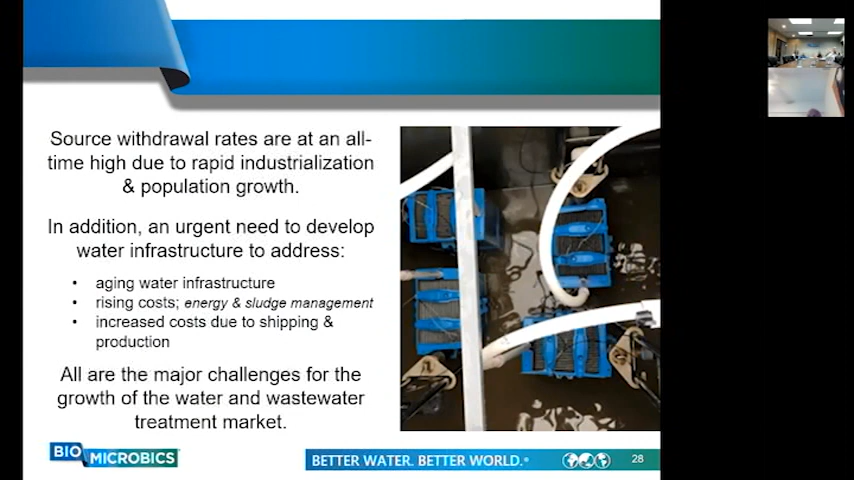 Source withdrawal rates are at an all-
time high due to rapid industrialization
& population growth.
In addition, an urgent need to develop
water infrastructure to address:
• aging water infrastructure
• rising costs; energy & sludge management
• increased costs due to shipping &
production
All are the major challenges for the
growth of the water and wastewater
treatment market.
BIO MICROBICS
BETTER WATER. BETTER WORLD.®
28